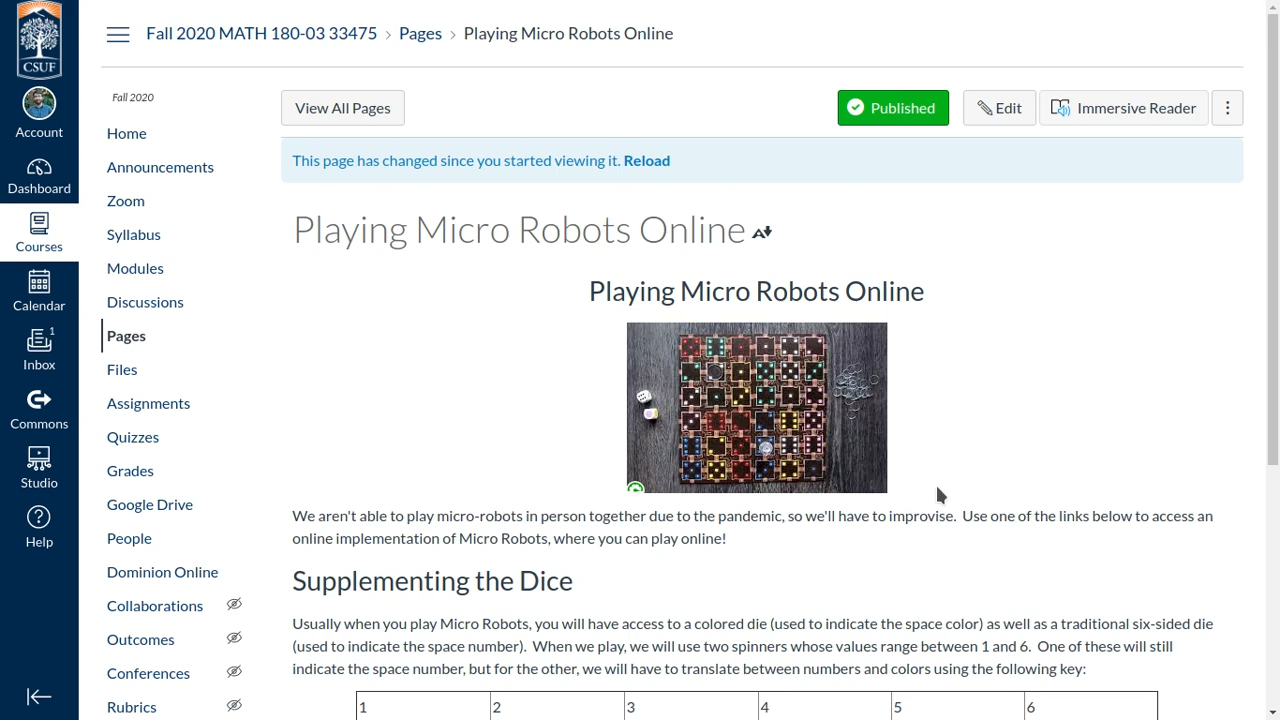 CSUF
Account
Dashboard
Courses
Calendar
1
Inbox
Commons
Studio
Help
Fall 2020 MATH 180-03 33475 > Pages > Playing Micro Robots Online
Fall 2020
Home
Announcements
Zoom
Syllabus
Modules
Discussions
Pages
Files
Assignments
Quizzes
Grades
Google Drive
People
Dominion Online
Collaborations
Outcomes
Conferences
Rubrics
View All Pages
Published
Edit
Immersive Reader
This page has changed since you started viewing it. Reload
Playing Micro Robots Online
Playing Micro Robots Online
We aren't able to play micro-robots in person together due to the pandemic, so we'll have to improvise. Use one of the links below to access an
online implementation of Micro Robots, where you can play online!
Supplementing the Dice
Usually when you play Micro Robots, you will have access to a colored die (used to indicate the space color) as well as a traditional six-sided die
(used to indicate the space number). When we play, we will use two spinners whose values range between 1 and 6. One of these will still
indicate the space number, but for the other, we will have to translate between numbers and colors using the following key:
1 2 3 4 5 6